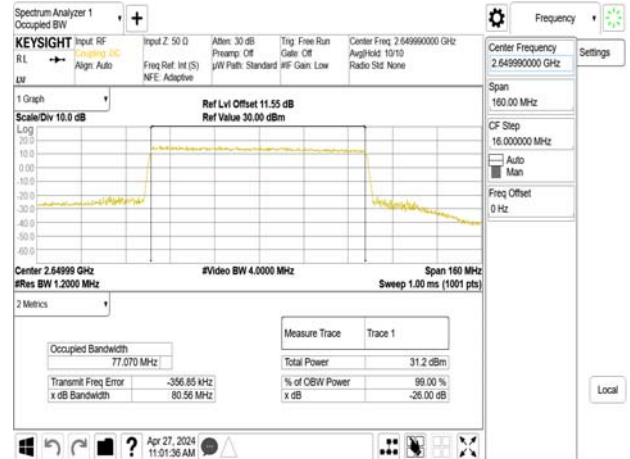 Spectrum Analyzer 1
Occupied BW
+
Frequency
KEYSIGHT
Input: RF
Coupling: DC
Align: Auto
RL
LXI
Input Z: 50 Ω
Freq Ref: Int (S)
NFE: Adaptive
Atten: 30 dB
Preamp: Off
µW Path: Standard
Trig: Free Run
Gate: Off
#IF Gain: Low
Center Freq: 2.649990000 GHz
Avg|Hold: 10/10
Radio Std: None
Center Frequency
2.649990000 GHz
Settings
Span
160.00 MHz
CF Step
16.000000 MHz
Auto
Man
Freq Offset
0 Hz
Local
1 Graph
Scale/Div 10.0 dB
Ref Lvl Offset 11.55 dB
Ref Value 30.00 dBm
Log
20.0
10.0
0.00
-10.0
-20.0
-30.0
-40.0
-50.0
-60.0
Center 2.64999 GHz
#Video BW 4.0000 MHz
Span 160 MHz
#Res BW 1.2000 MHz
Sweep 1.00 ms (1001 pts)
2 Metrics
Measure Trace
Trace 1
Occupied Bandwidth
77.070 MHz
Total Power
31.2 dBm
Transmit Freq Error
-356.85 kHz
% of OBW Power
99.00 %
x dB Bandwidth
80.56 MHz
x dB
-26.00 dB
?
Apr 27, 2024
11:01:36 AM